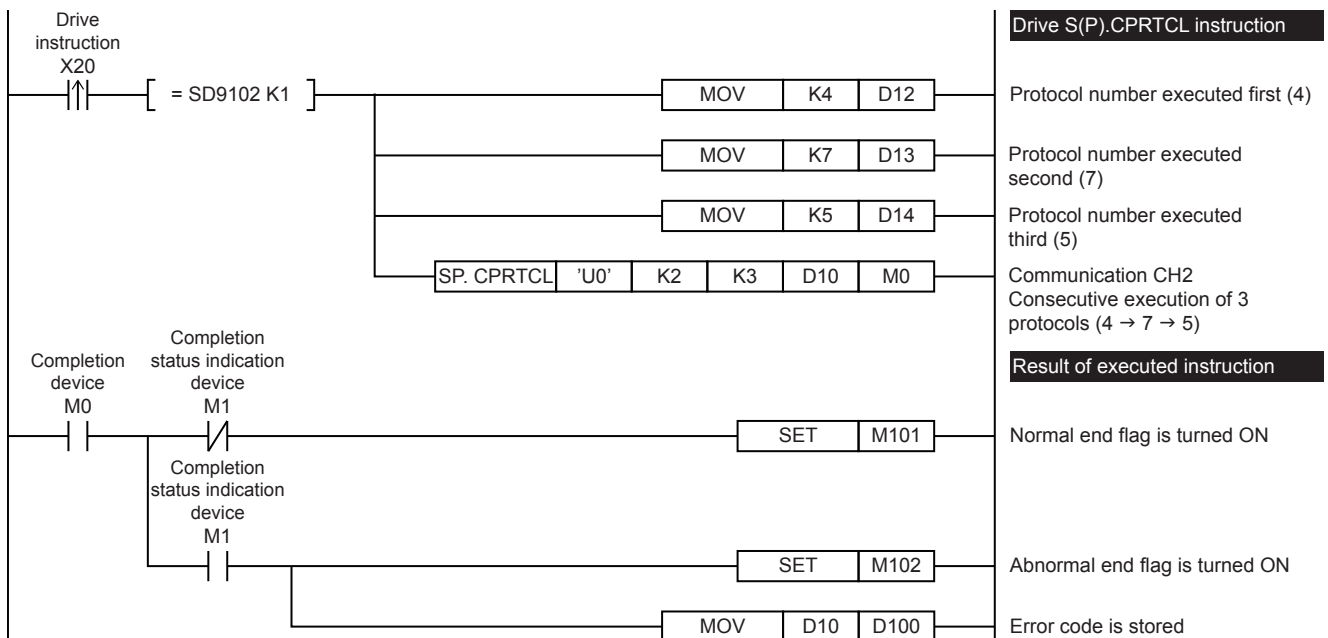 Drive
instruction
X20
Drive S(P).CPRTCL instruction
= SD9102 K1
MOV K4 D12
Protocol number executed first (4)
MOV K7 D13
Protocol number executed
second (7)
MOV K5 D14
Protocol number executed
third (5)
SP. CPRTCL 'U0' K2 K3 D10 M0
Communication CH2
Consecutive execution of 3
protocols (4 → 7 → 5)
Completion
device
M0
Completion
status indication
device
M1
Result of executed instruction
SET M101
Normal end flag is turned ON
Completion
status indication
device
M1
SET M102
Abnormal end flag is turned ON
MOV D10 D100
Error code is stored